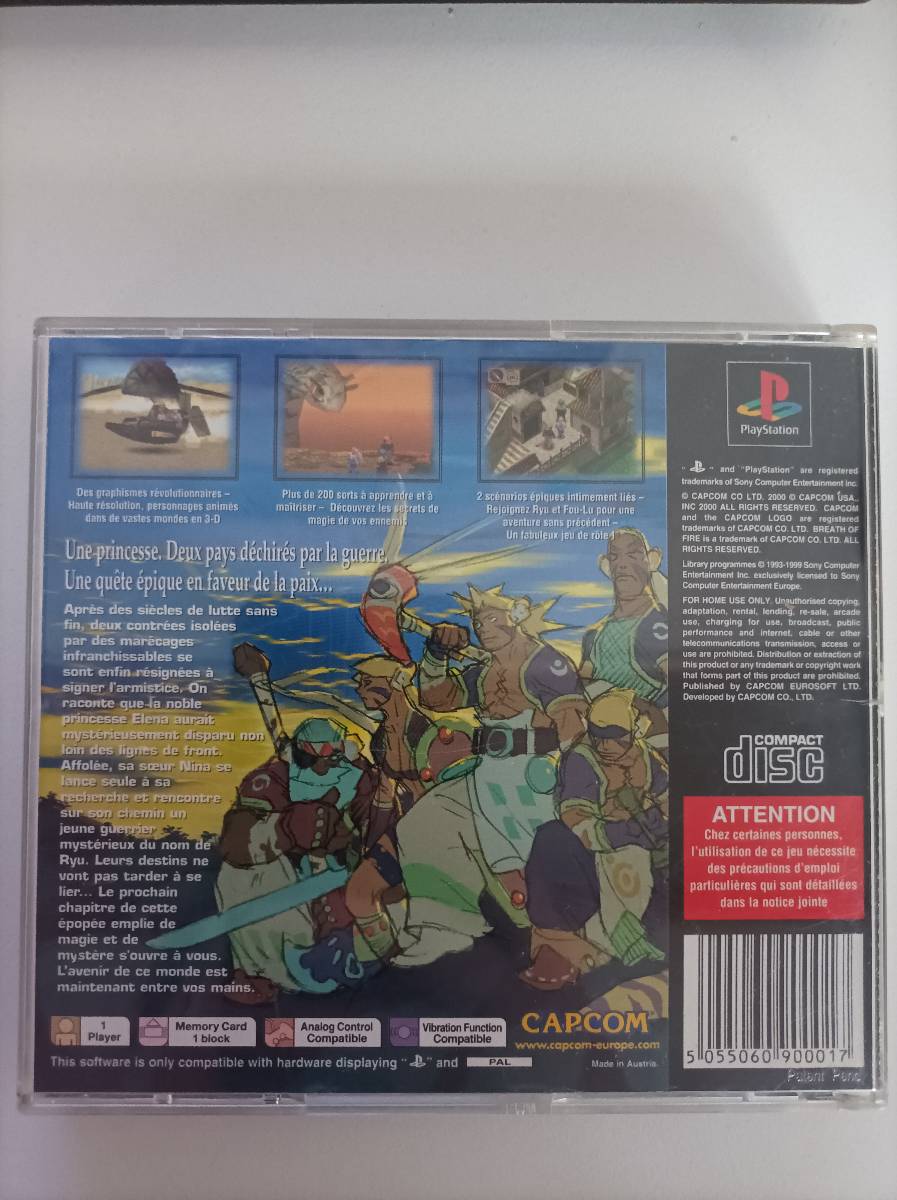 Des graphismes révolutionnaires –
Haute résolution, personnages animés
dans de vastes mondes en 3-D
Plus de 200 sorts à apprendre et à
maîtriser – Découvrez les secrets de
magie de vos ennemis
2 scénarios épiques intimement liés –
Rejoignez Ryu et Fou-Lu pour une
aventure sans précédent –
Un fabuleux jeu de rôle!
Une princesse. Deux pays déchirés par la guerre.
Une quête épique en faveur de la paix...
Après des siècles de lutte sans
fin, deux contrées isolées
par des marécages
infranchissables se
sont enfin résignées à
signer l'armistice. On
raconte que la noble
princesse Elena aurait
mystérieusement disparu non
loin des lignes de front.
Affolée, sa sœur Nina se
lance seule à sa
recherche et rencontre
sur son chemin un
jeune guerrier
mystérieux du nom de
Ryu. Leurs destins ne
vont pas tarder à se
lier... Le prochain
chapitre de cette
épopée emplie de
magie et de
mystère s'ouvre à vous.
L'avenir de ce monde est
maintenant entre vos mains.
1
Player
Memory Card
1 block
Analog Control
Compatible
Vibration Function
Compatible
CAPCOM
www.capcom-europe.com
This software is only compatible with hardware displaying " " and PAL
Made in Austria.
PlayStation
" " and "PlayStation" are registered
trademarks of Sony Computer Entertainment Inc.
© CAPCOM CO LTD. 2000 © CAPCOM USA.,
INC 2000 ALL RIGHTS RESERVED. CAPCOM
and the CAPCOM LOGO are registered
trademarks of CAPCOM CO. LTD. BREATH OF
FIRE is a trademark of CAPCOM CO. LTD. ALL
RIGHTS RESERVED.
Library programmes © 1993-1999 Sony Computer
Entertainment Inc. exclusively licensed to Sony
Computer Entertainment Europe.
FOR HOME USE ONLY. Unauthorised copying,
adaptation, rental, lending, re-sale, arcade
use, charging for use, broadcast, public
performance and internet, cable or other
telecommunications transmission, access or
use are prohibited. Distribution or extraction of
this product or any trademark or copyright work
that forms part of this product are prohibited.
Published by CAPCOM EUROSOFT LTD.
Developed by CAPCOM CO., LTD.
COMPACT
disc
ATTENTION
Chez certaines personnes,
l'utilisation de ce jeu nécessite
des précautions d'emploi
particulières qui sont détaillées
dans la notice jointe
5 055060 900017
Patent Penc